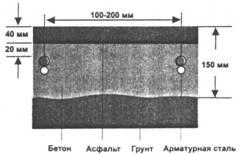 100-200 мм
40 мм
20 мм
150 мм
Бетон Асфальт Грунт Арматурная сталь